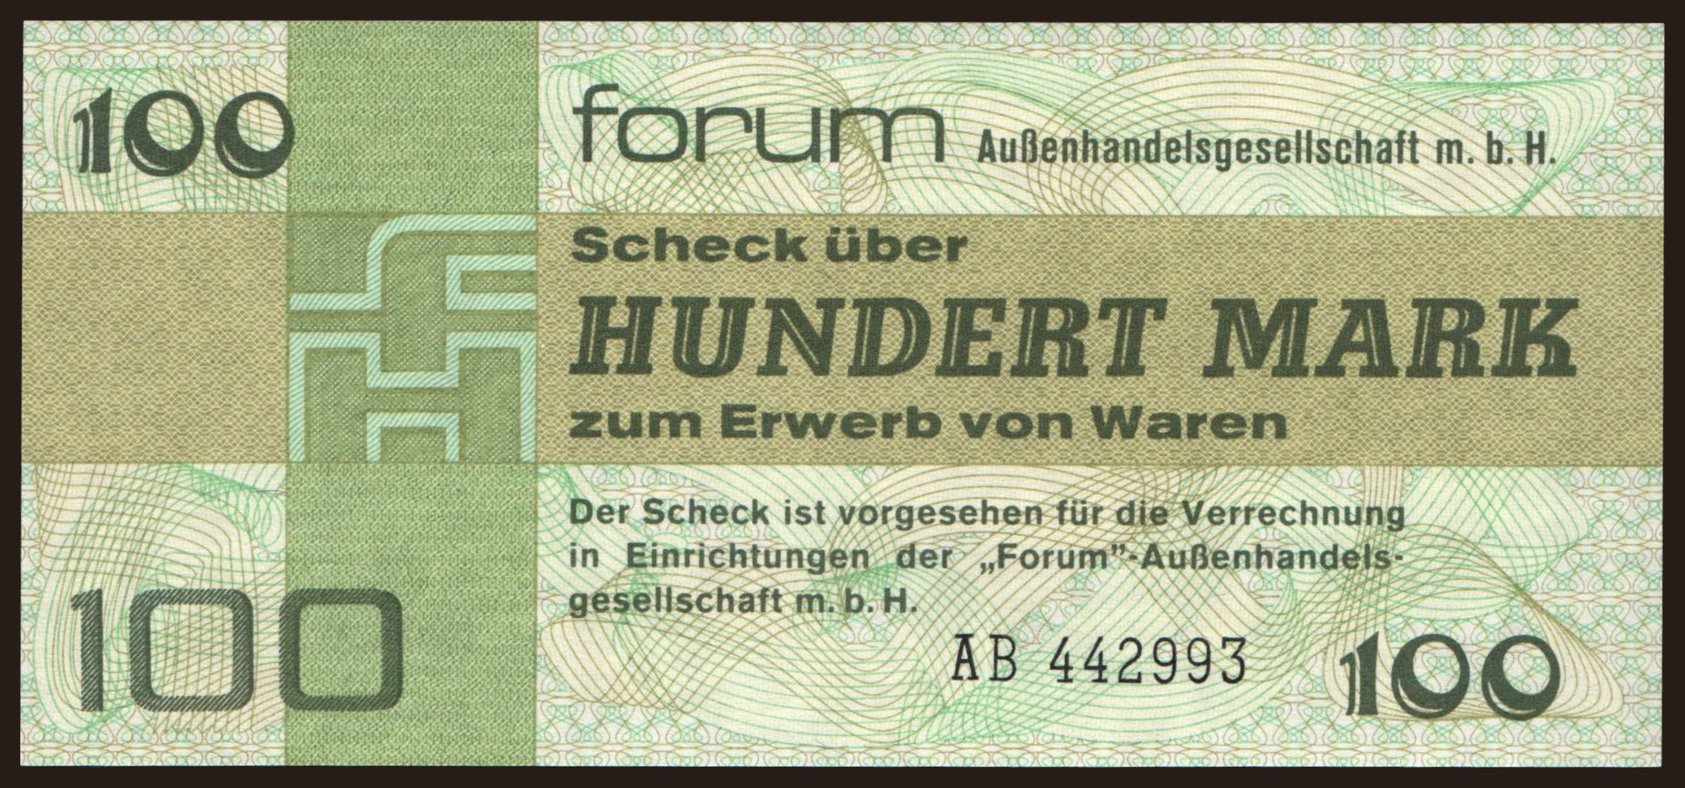 100
forum Außenhandelsgesellschaft m. b. H.
Scheck über
HUNDERT MARK
zum Erwerb von Waren
Der Scheck ist vorgesehen für die Verrechnung
in Einrichtungen der „Forum”-Außenhandels-
gesellschaft m. b. H.
100
AB 442993
100